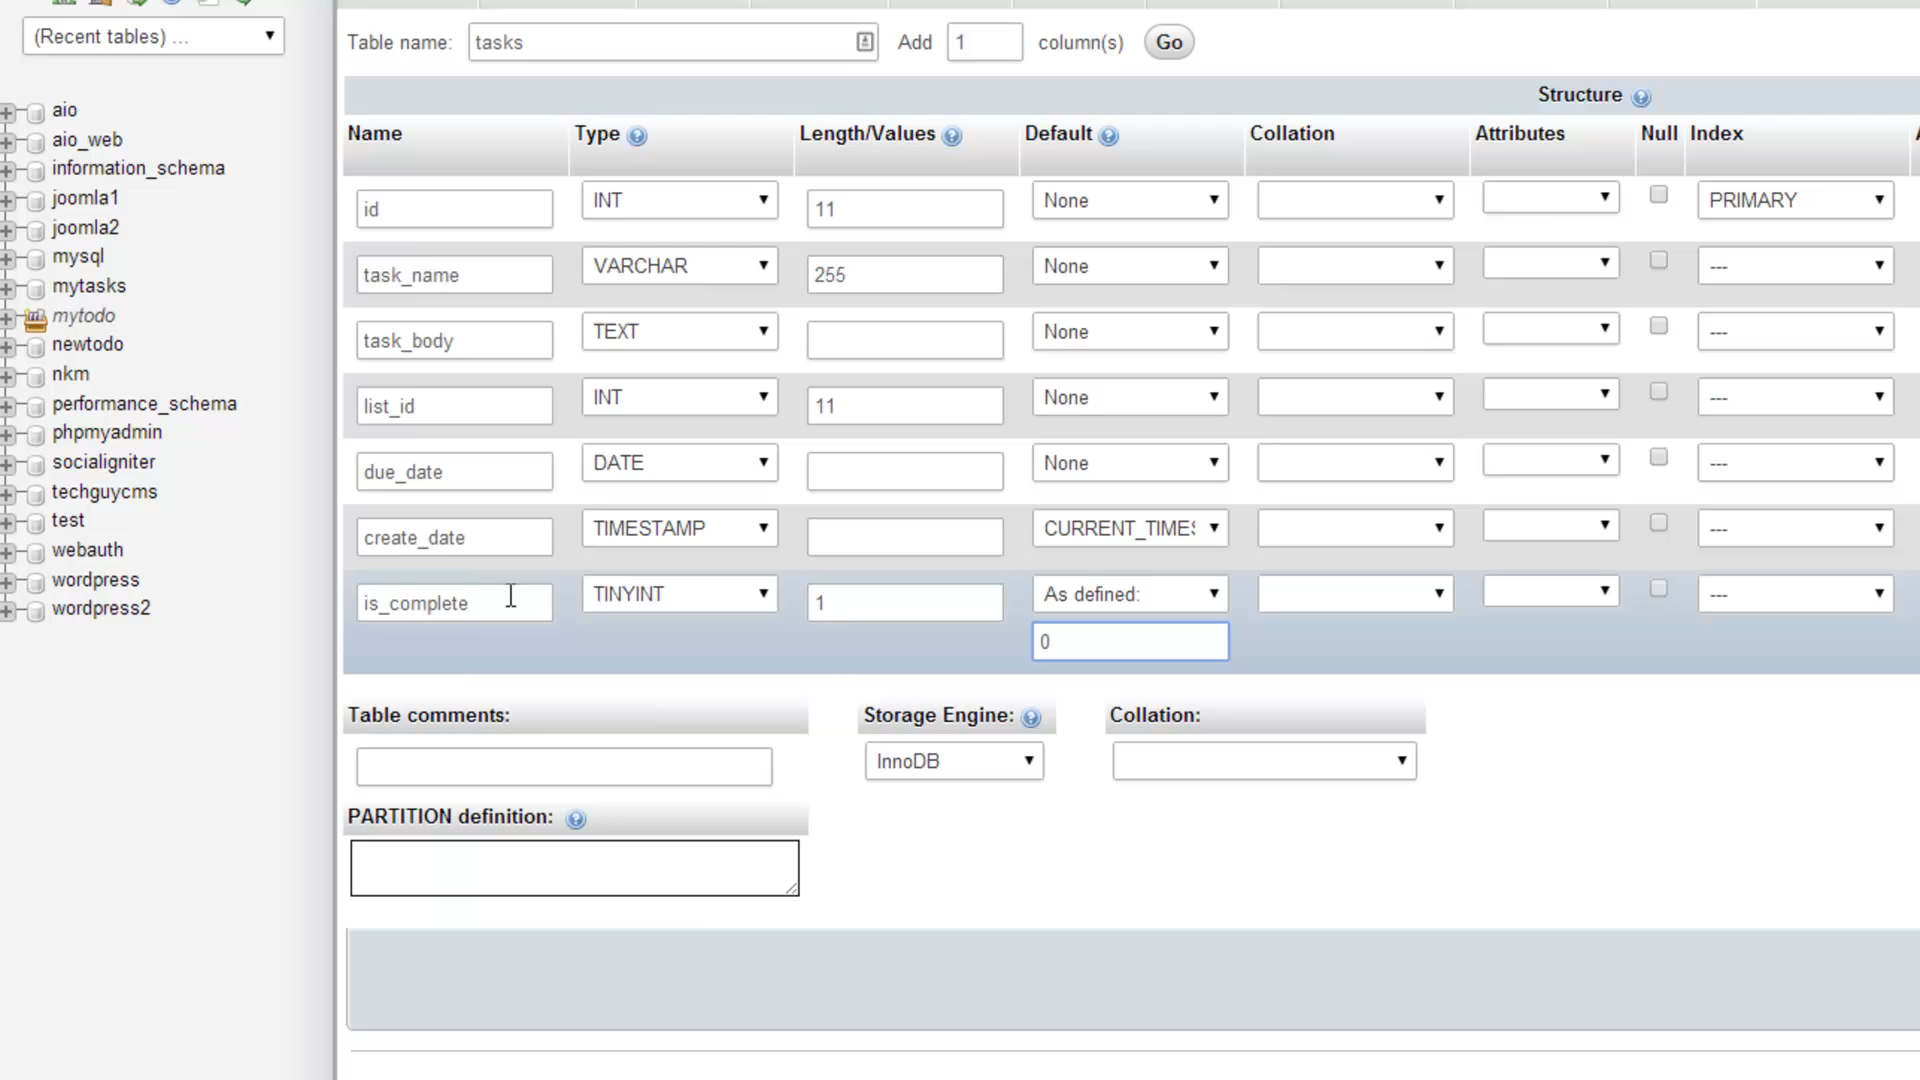 (Recent tables) ...
Table name: tasks Add 1 column(s) Go
Structure
Name Type Length/Values Default Collation Attributes Null Index
id INT 11 None PRIMARY
task_name VARCHAR 255 None ---
task_body TEXT None ---
list_id INT 11 None ---
due_date DATE None ---
create_date TIMESTAMP CURRENT_TIMES ---
is_complete TINYINT 1 As defined: ---
0
Table comments: Storage Engine: Collation:
InnoDB
PARTITION definition:
aio
aio_web
information_schema
joomla1
joomla2
mysql
mytasks
mytodo
newtodo
nkm
performance_schema
phpmyadmin
socialigniter
techguycms
test
webauth
wordpress
wordpress2